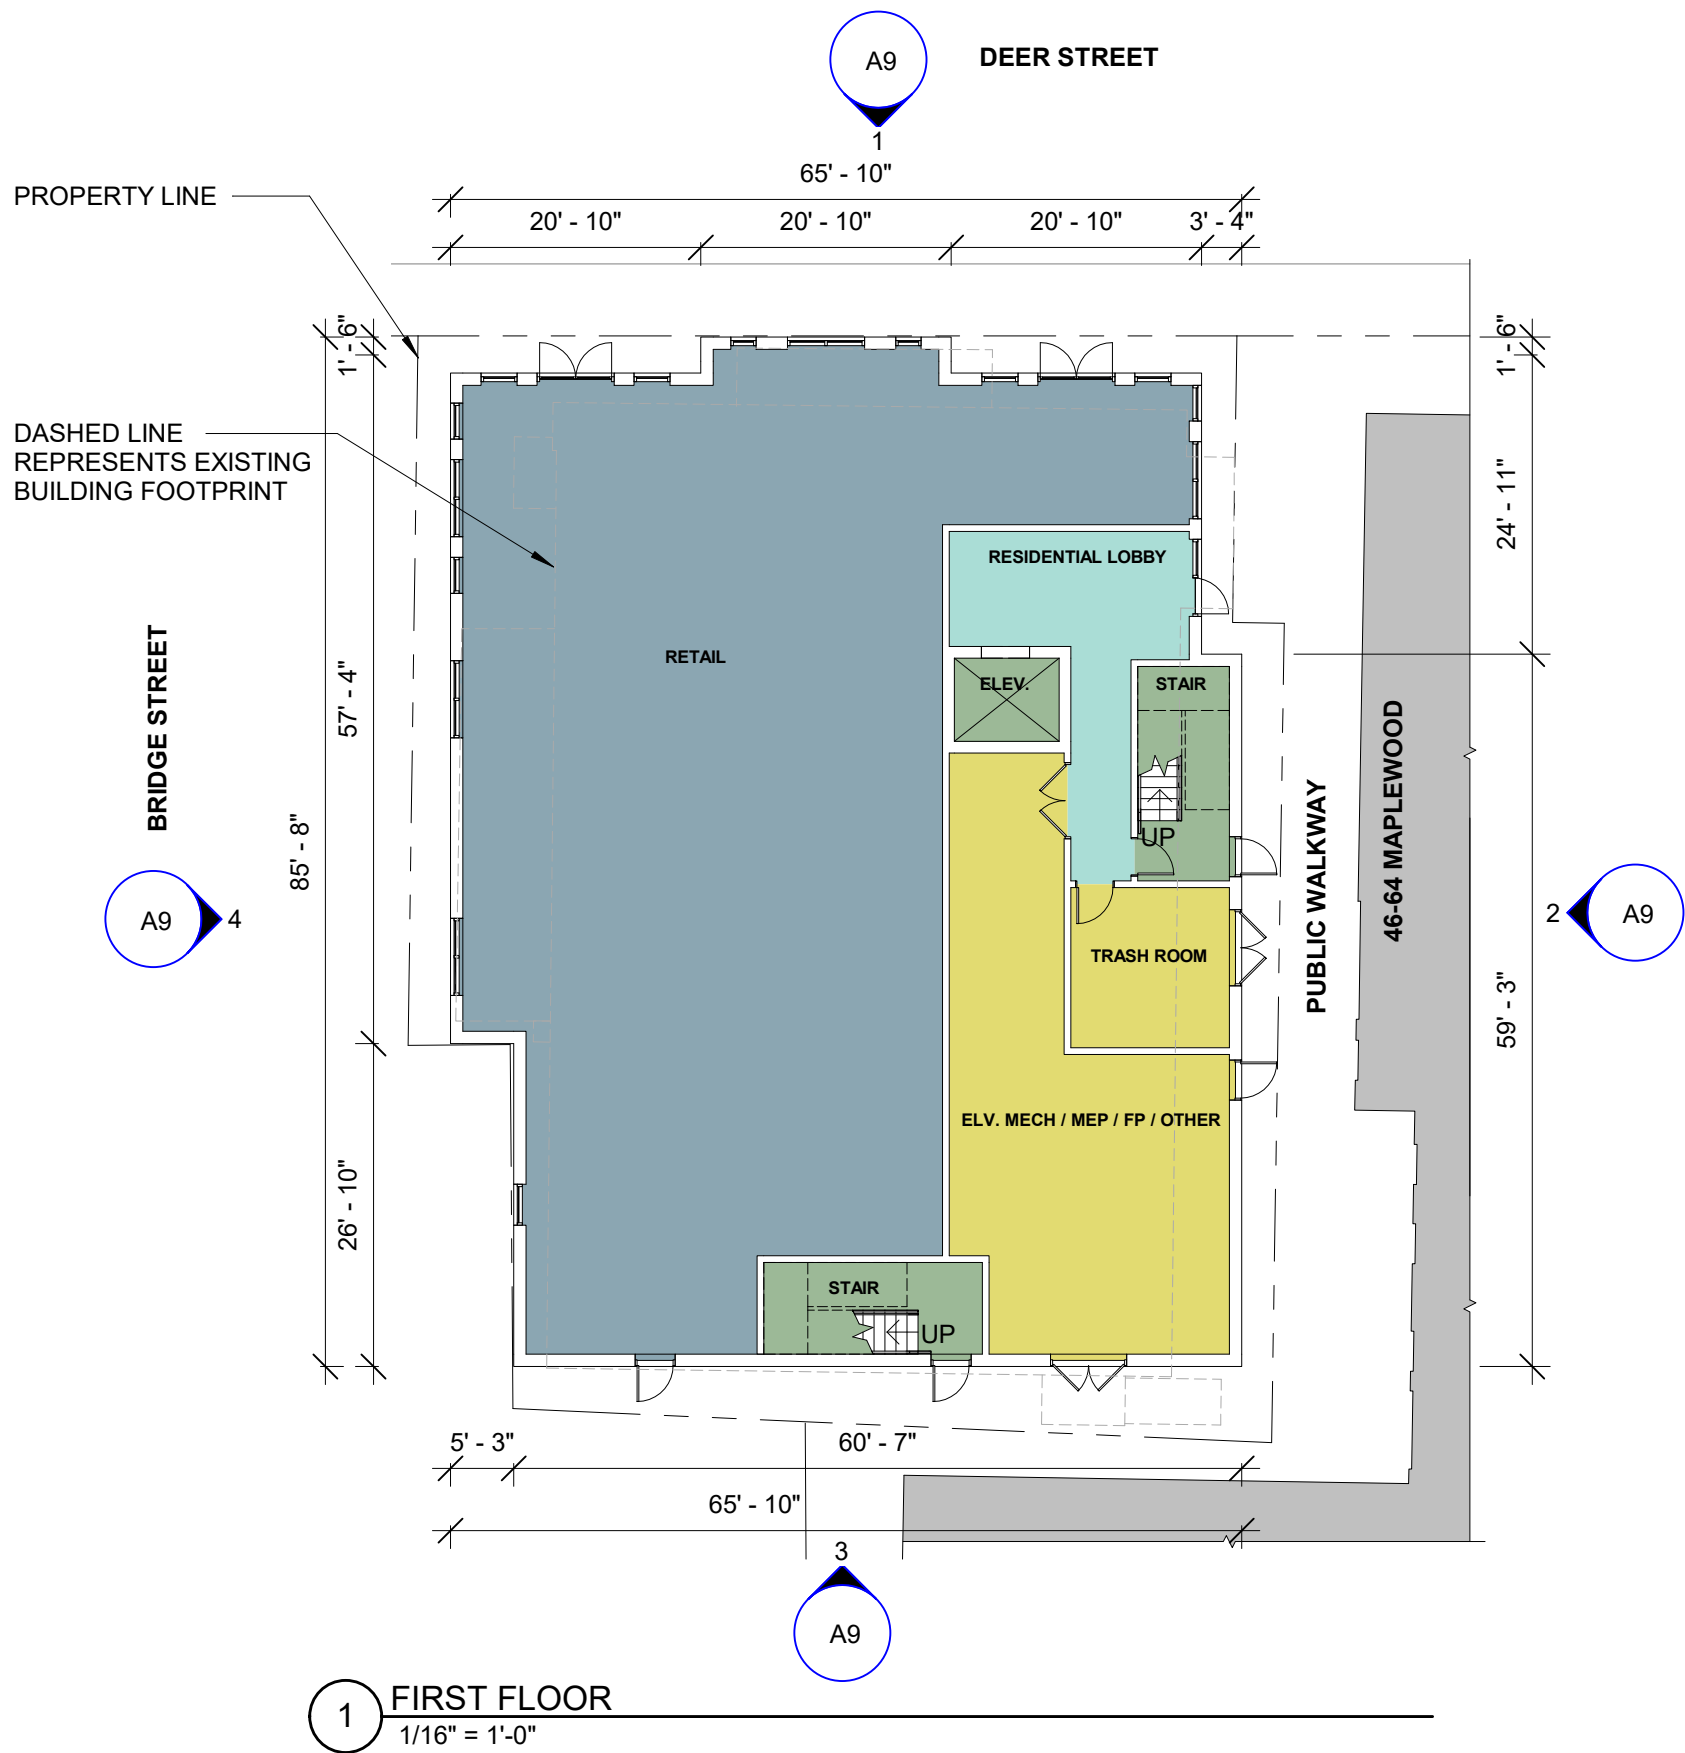 A9
DEER STREET
1
65' - 10"
PROPERTY LINE
20' - 10"
20' - 10"
20' - 10"
3' - 4"
1' - 6"
1' - 6"
DASHED LINE
REPRESENTS EXISTING
BUILDING FOOTPRINT
24' - 11"
RESIDENTIAL LOBBY
RETAIL
ELEV.
STAIR
BRIDGE STREET
57' - 4"
85' - 8"
UP
PUBLIC WALKWAY
46-64 MAPLEWOOD
A9
4
2
A9
TRASH ROOM
59' - 3"
ELV. MECH / MEP / FP / OTHER
26' - 10"
STAIR
UP
5' - 3"
60' - 7"
65' - 10"
3
A9
1
FIRST FLOOR
1/16" = 1'-0"